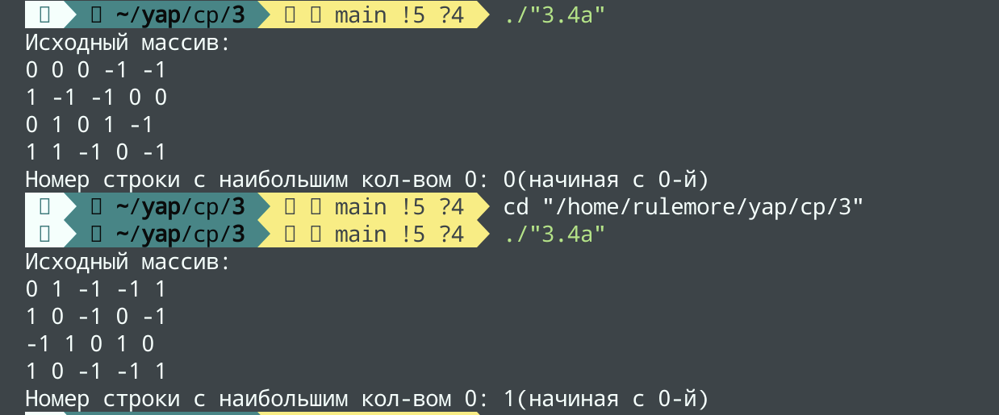 ~/yap/cp/3 main !5 ?4 ./"3.4a"
Исходный массив:
0 0 0 -1 -1
1 -1 -1 0 0
0 1 0 1 -1
1 1 -1 0 -1
Номер строки с наибольшим кол-вом 0: 0(начиная с 0-й)
~/yap/cp/3 main !5 ?4 cd "/home/rulemore/yap/cp/3"
~/yap/cp/3 main !5 ?4 ./"3.4a"
Исходный массив:
0 1 -1 -1 1
1 0 -1 0 -1
-1 1 0 1 0
1 0 -1 -1 1
Номер строки с наибольшим кол-вом 0: 1(начиная с 0-й)